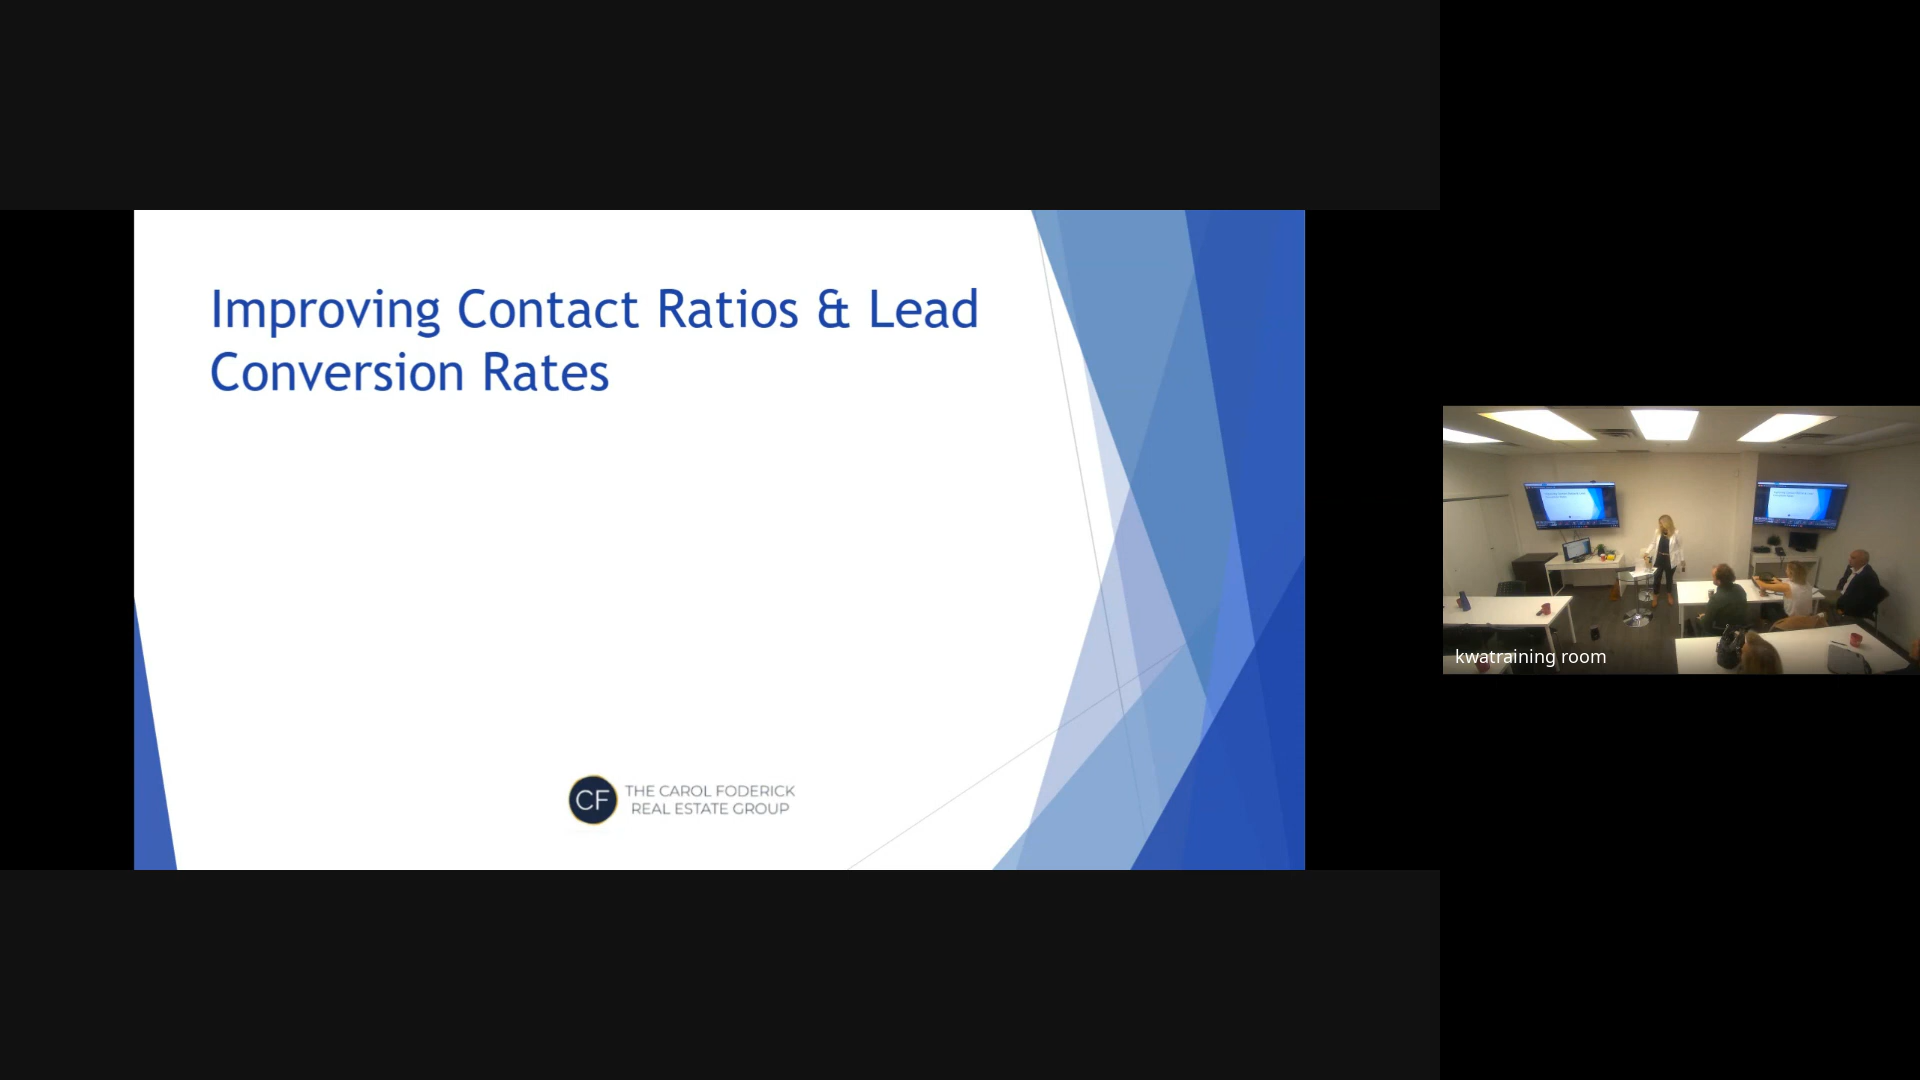 Improving Contact Ratios & Lead
Conversion Rates
CF
THE CAROL FODERICK
REAL ESTATE GROUP
kwatraining room